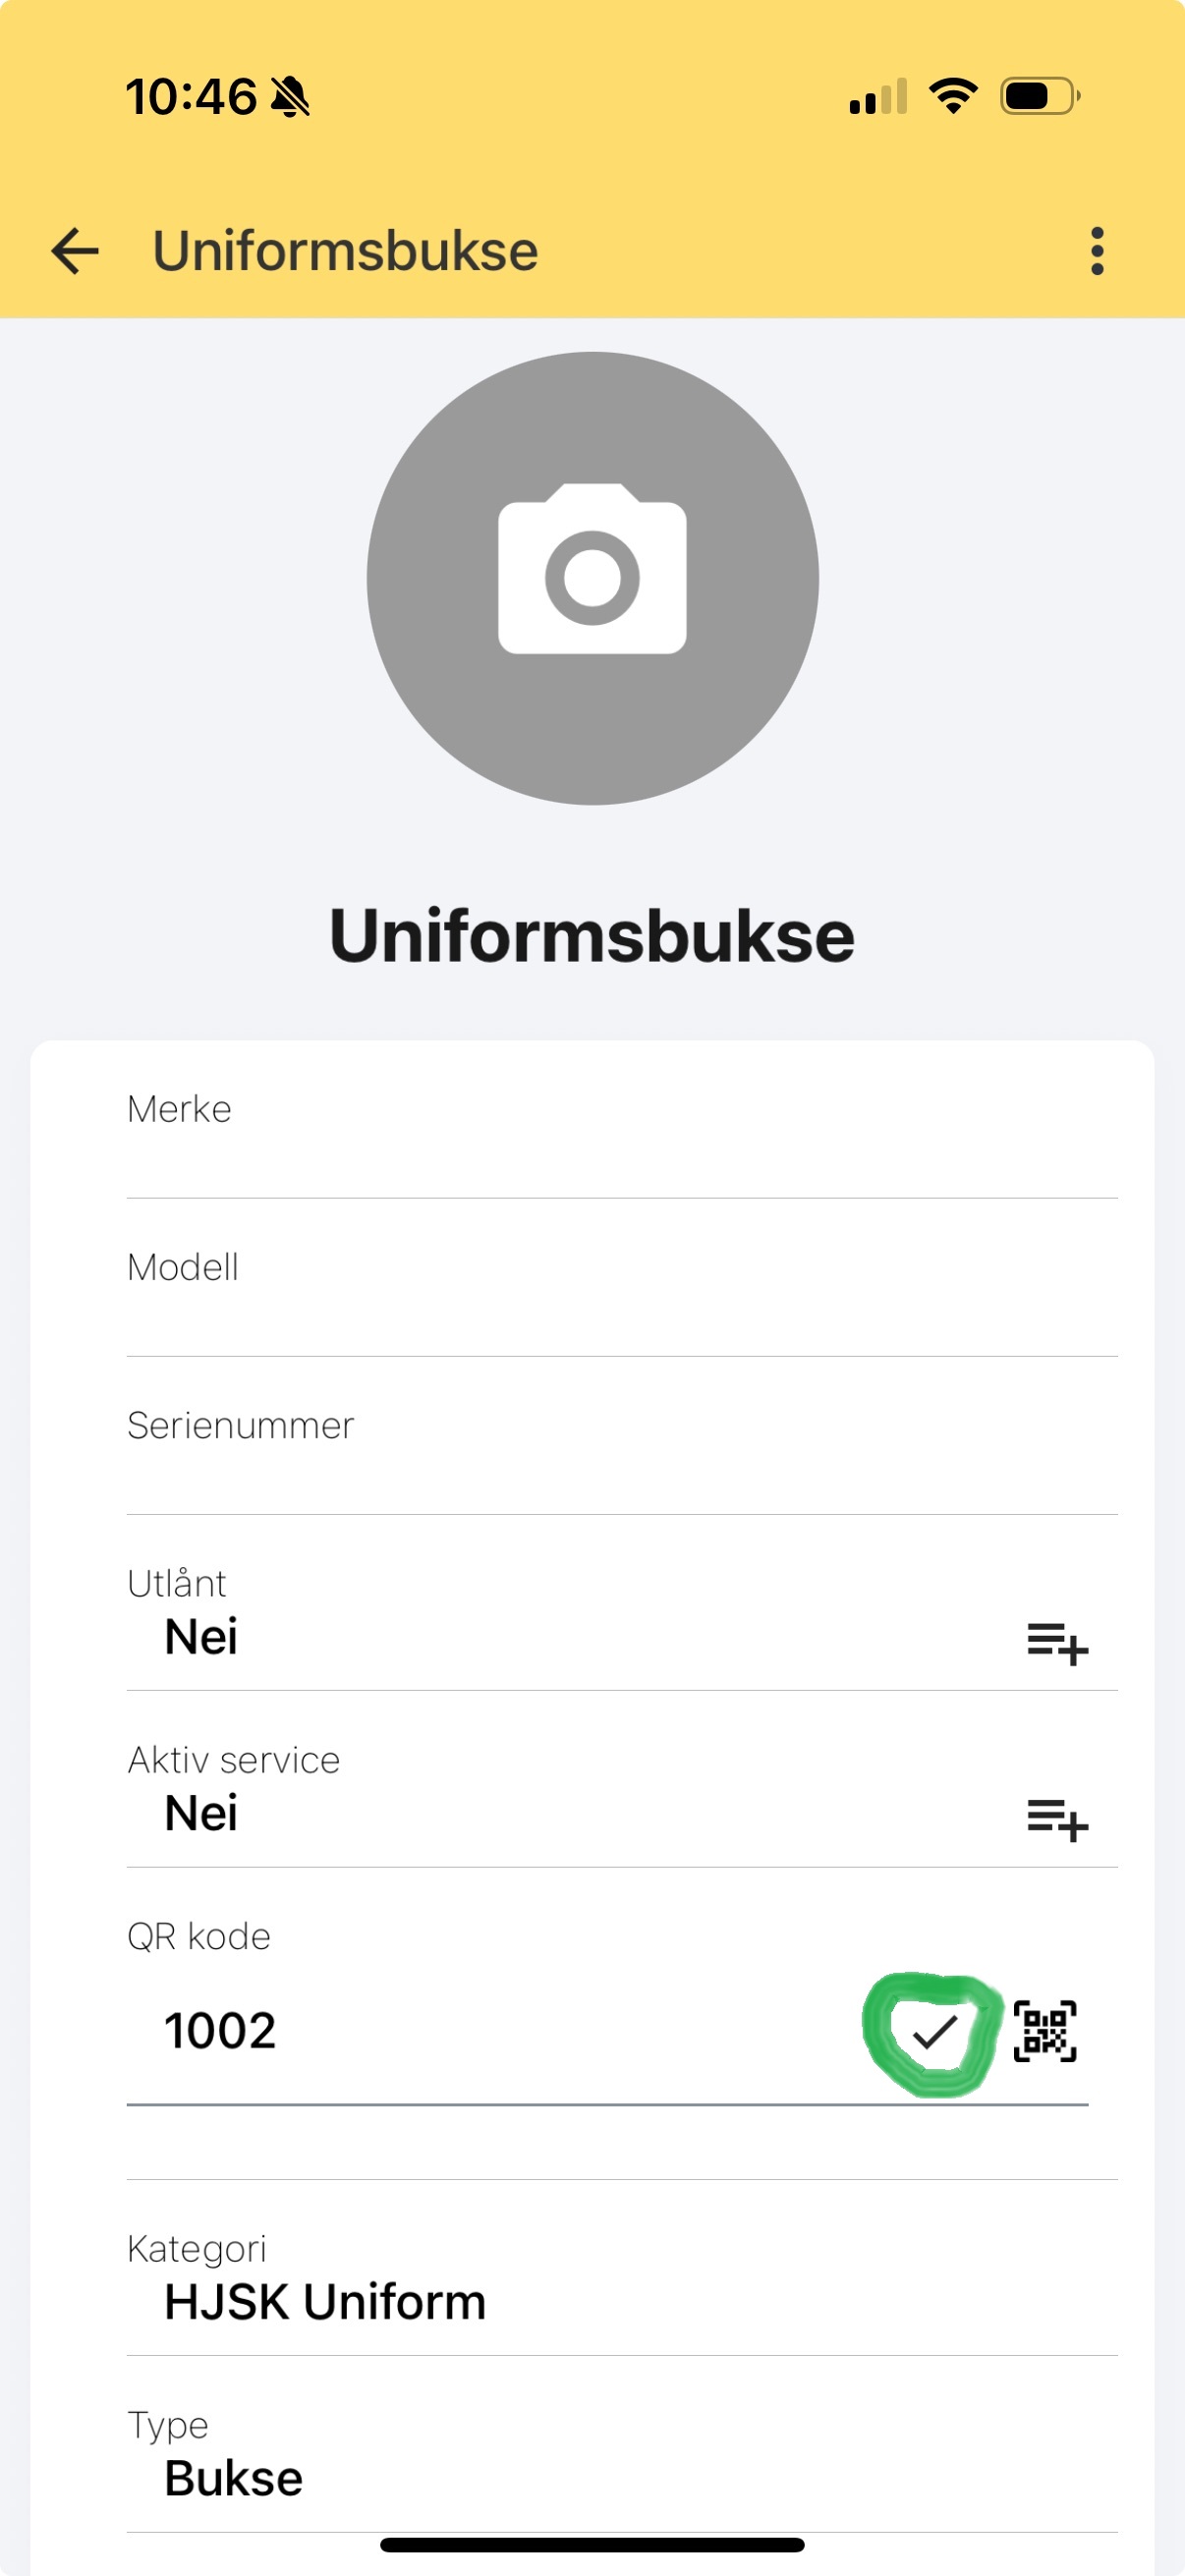 10:46
Uniformsbukse
Uniformsbukse
Merke
Modell
Serienummer
Utlånt
Nei
Aktiv service
Nei
QR kode
1002
Kategori
HJSK Uniform
Type
Bukse